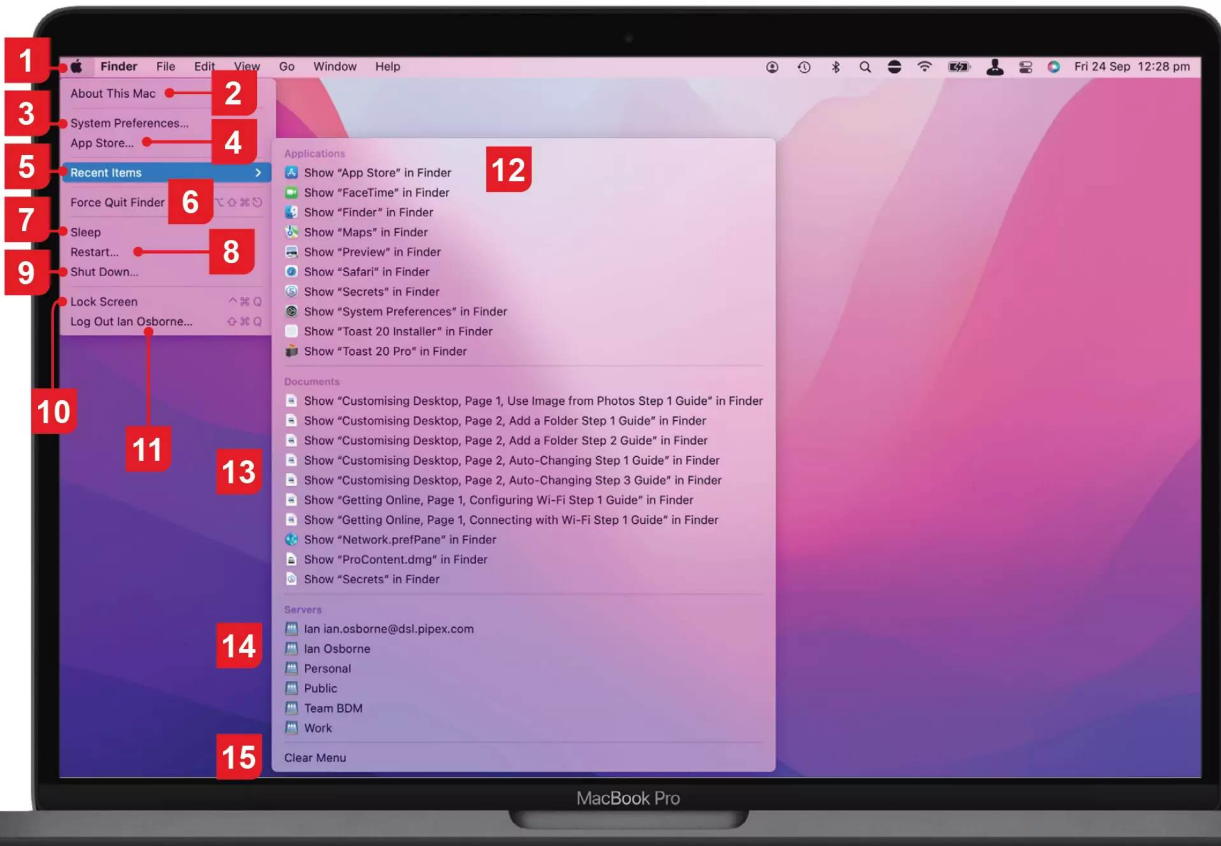 1
Finder File Edit View Go Window Help Fri 24 Sep 12:28 pm
About This Mac
2
3
System Preferences...
App Store...
4
5
Recent Items
Force Quit Finder ⌥⇧⌘⎋
6
7
Sleep
Restart...
8
9
Shut Down...
Lock Screen ^⌘Q
10
Log Out Ian Osborne... ⇧⌘Q
11
Applications
12
Show "App Store" in Finder
Show "FaceTime" in Finder
Show "Finder" in Finder
Show "Maps" in Finder
Show "Preview" in Finder
Show "Safari" in Finder
Show "Secrets" in Finder
Show "System Preferences" in Finder
Show "Toast 20 Installer" in Finder
Show "Toast 20 Pro" in Finder
Documents
Show "Customising Desktop, Page 1, Use Image from Photos Step 1 Guide" in Finder
Show "Customising Desktop, Page 2, Add a Folder Step 1 Guide" in Finder
Show "Customising Desktop, Page 2, Add a Folder Step 2 Guide" in Finder
Show "Customising Desktop, Page 2, Auto-Changing Step 1 Guide" in Finder
13
Show "Customising Desktop, Page 2, Auto-Changing Step 3 Guide" in Finder
Show "Getting Online, Page 1, Configuring Wi-Fi Step 1 Guide" in Finder
Show "Getting Online, Page 1, Connecting with Wi-Fi Step 1 Guide" in Finder
Show "Network.prefPane" in Finder
Show "ProContent.dmg" in Finder
Show "Secrets" in Finder
Servers
Ian ian.osborne@dsl.pipex.com
14
Ian Osborne
Personal
Public
Team BDM
Work
15
Clear Menu
MacBook Pro